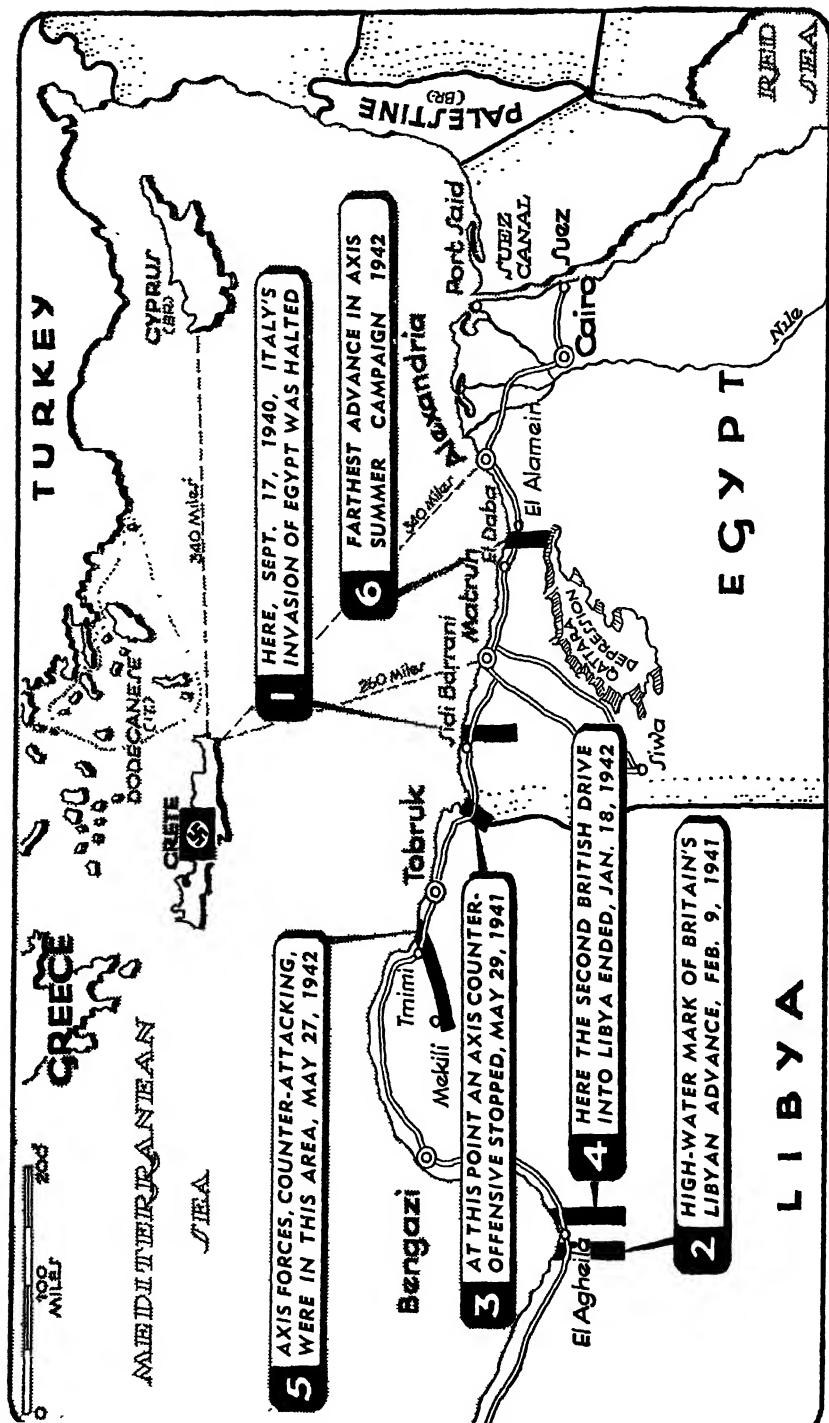 TURKEY
GREECE
CYPRUS
(BR)
DODECANESE
(IT)
CRETE
MEDITERRANEAN
SEA
0 100 200
MILES
340 Miles
340 Miles
260 Miles
1 HERE, SEPT. 17, 1940, ITALY'S
INVASION OF EGYPT WAS HALTED
6 FARTHEST ADVANCE IN AXIS
SUMMER CAMPAIGN 1942
5 AXIS FORCES, COUNTER-ATTACKING,
WERE IN THIS AREA, MAY 27, 1942
3 AT THIS POINT AN AXIS COUNTER-
OFFENSIVE STOPPED, MAY 29, 1941
4 HERE THE SECOND BRITISH DRIVE
INTO LIBYA ENDED, JAN. 18, 1942
2 HIGH-WATER MARK OF BRITAIN'S
LIBYAN ADVANCE, FEB. 9, 1941
Bengazi
El Agheila
Mekili
Tmimi
Tobruk
Sidi Barrani
Matruh
El Daba
El Alamein
Alexandria
Port Said
SUEZ
CANAL
Suez
Cairo
Nile
QATTARA
DEPRESSION
Siwa
PALESTINE
(BR)
RED
SEA
LIBYA
EGYPT